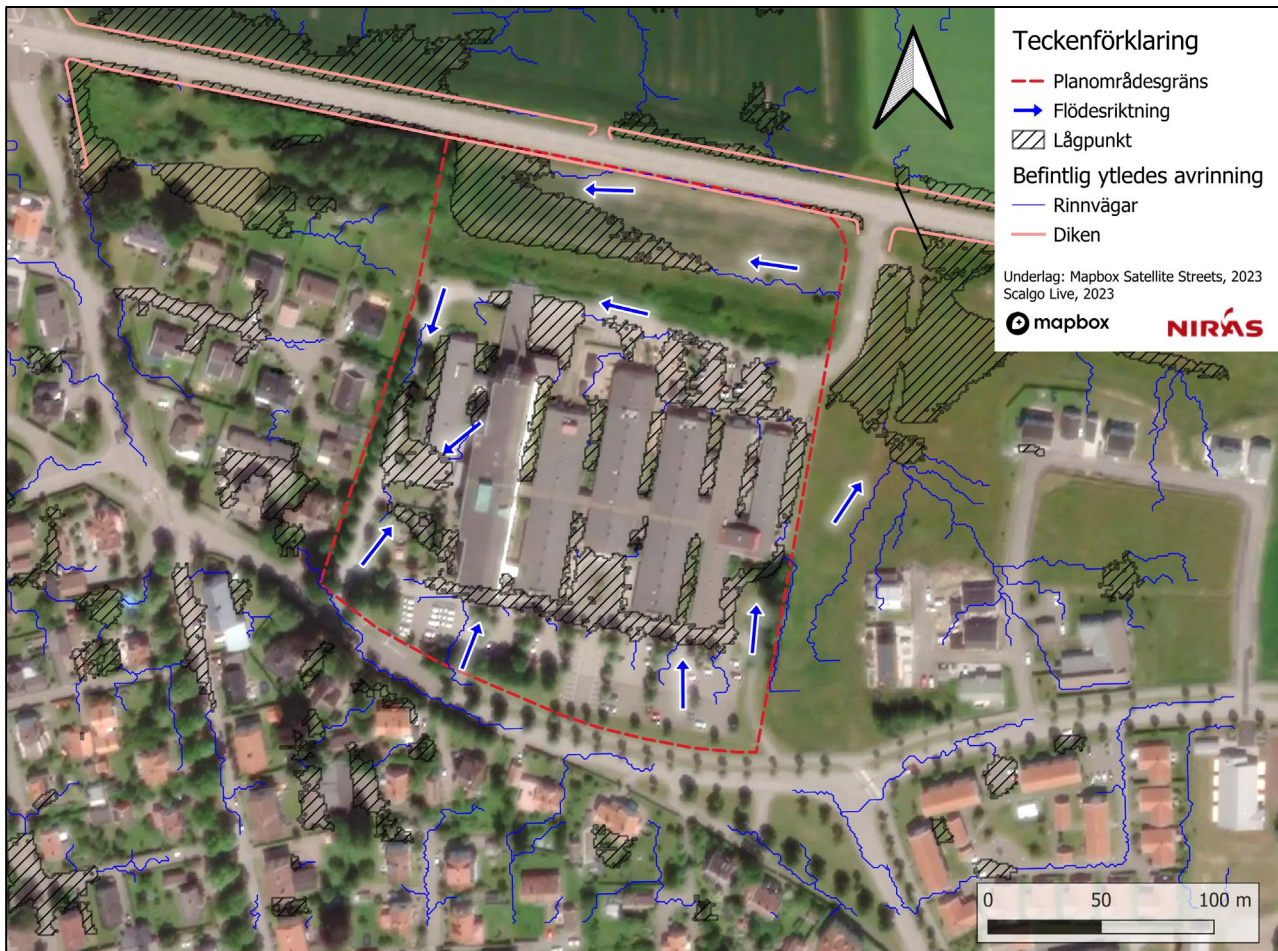 Teckenförklaring
Planområdesgräns
Flödesriktning
Lågpunkt
Befintlig ytledes avrinning
Rinnvägar
Diken
Underlag: Mapbox Satellite Streets, 2023
Scalgo Live, 2023
mapbox
NIRÁS
0 50 100 m